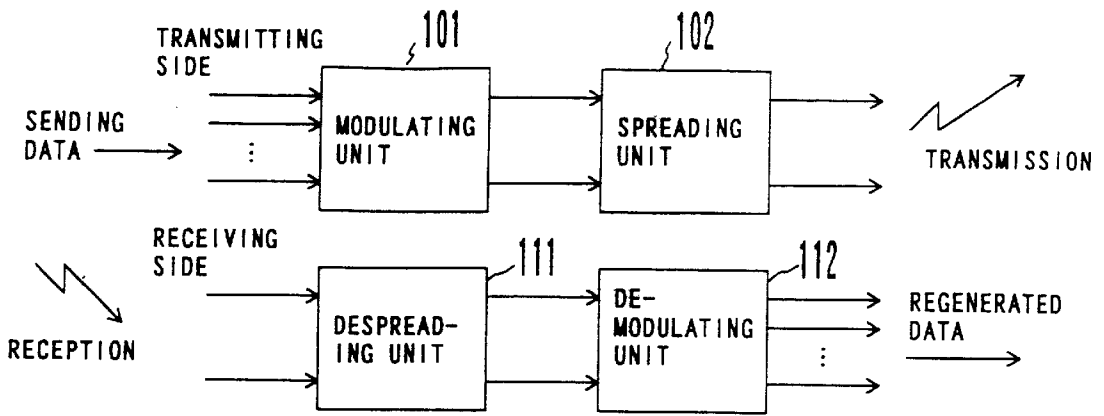 TRANSMITTING
SIDE
101
102
SENDING
DATA
MODULATING
UNIT
SPREADING
UNIT
TRANSMISSION
RECEIVING
SIDE
111
112
RECEPTION
DESPREAD-
ING UNIT
DE-
MODULATING
UNIT
REGENERATED
DATA